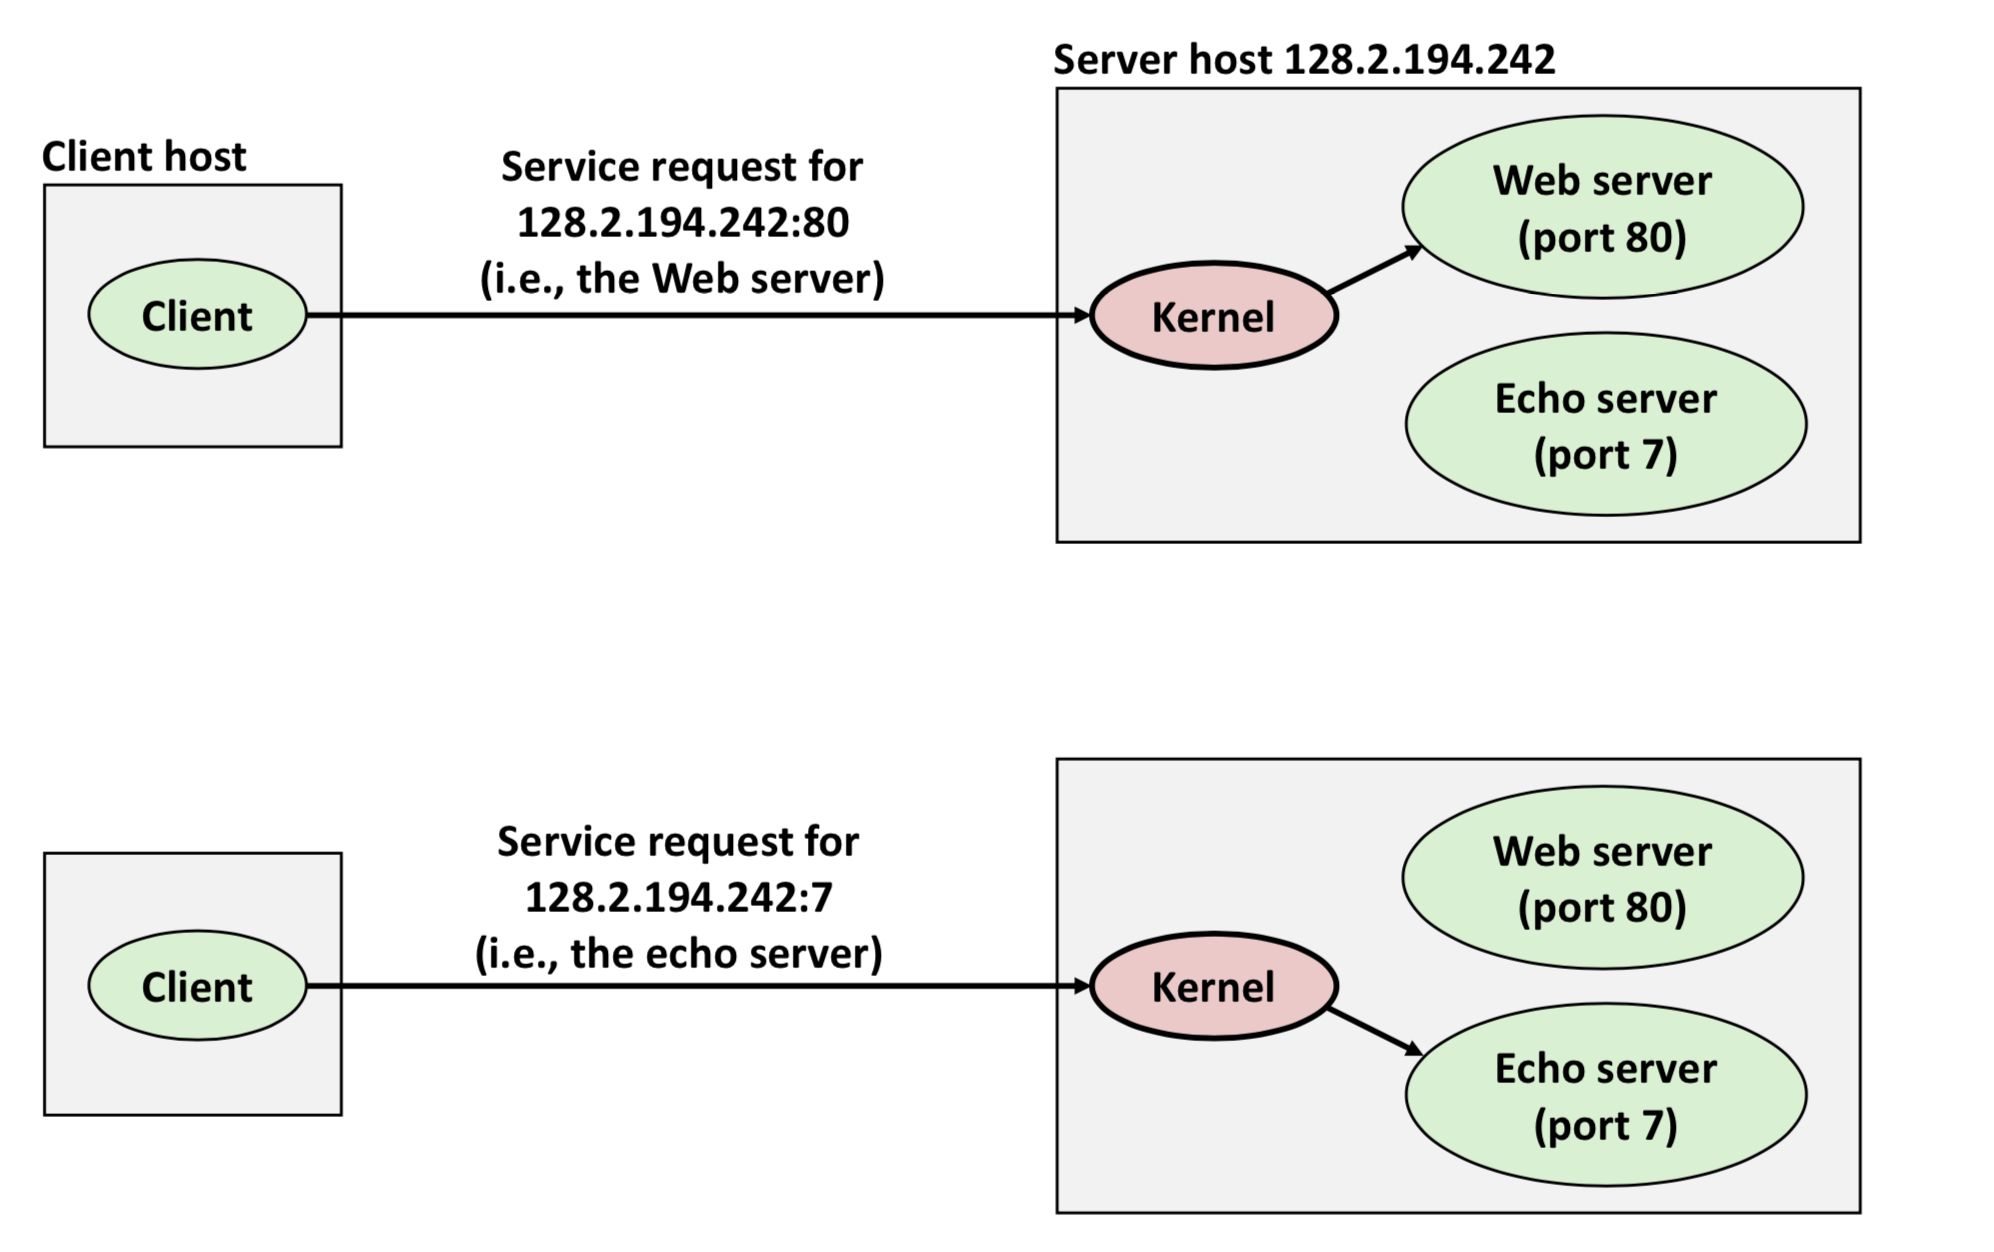 Server host 128.2.194.242
Client host
Service request for
128.2.194.242:80
(i.e., the Web server)
Client
Kernel
Web server
(port 80)
Echo server
(port 7)
Service request for
128.2.194.242:7
(i.e., the echo server)
Client
Kernel
Web server
(port 80)
Echo server
(port 7)